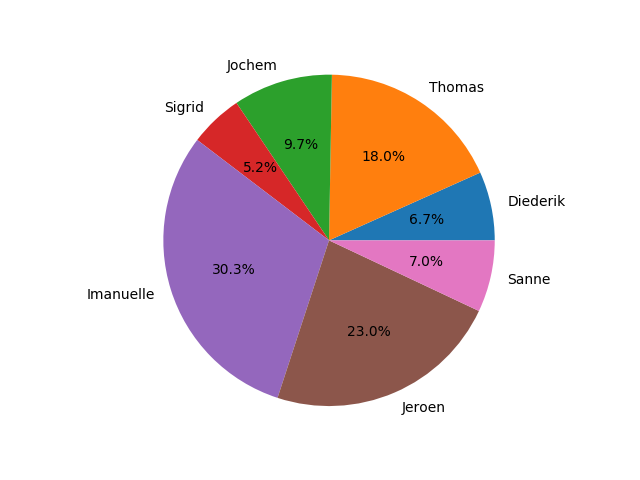 Jochem
Thomas
Sigrid
9.7%
18.0%
5.2%
Diederik
6.7%
30.3%
7.0%
Sanne
Imanuelle
23.0%
Jeroen